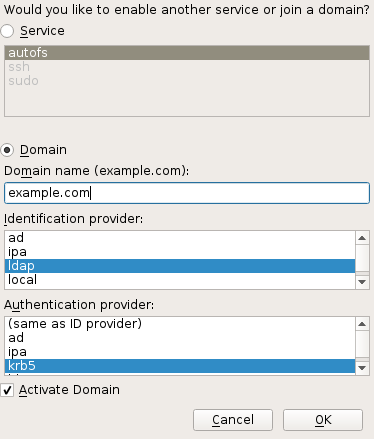 Would you like to enable another service or join a domain?
Service
autofs
ssh
sudo
Domain
Domain name (example.com):
example.com
Identification provider:
ad
ipa
ldap
local
Authentication provider:
(same as ID provider)
ad
ipa
krb5
Activate Domain
Cancel
OK